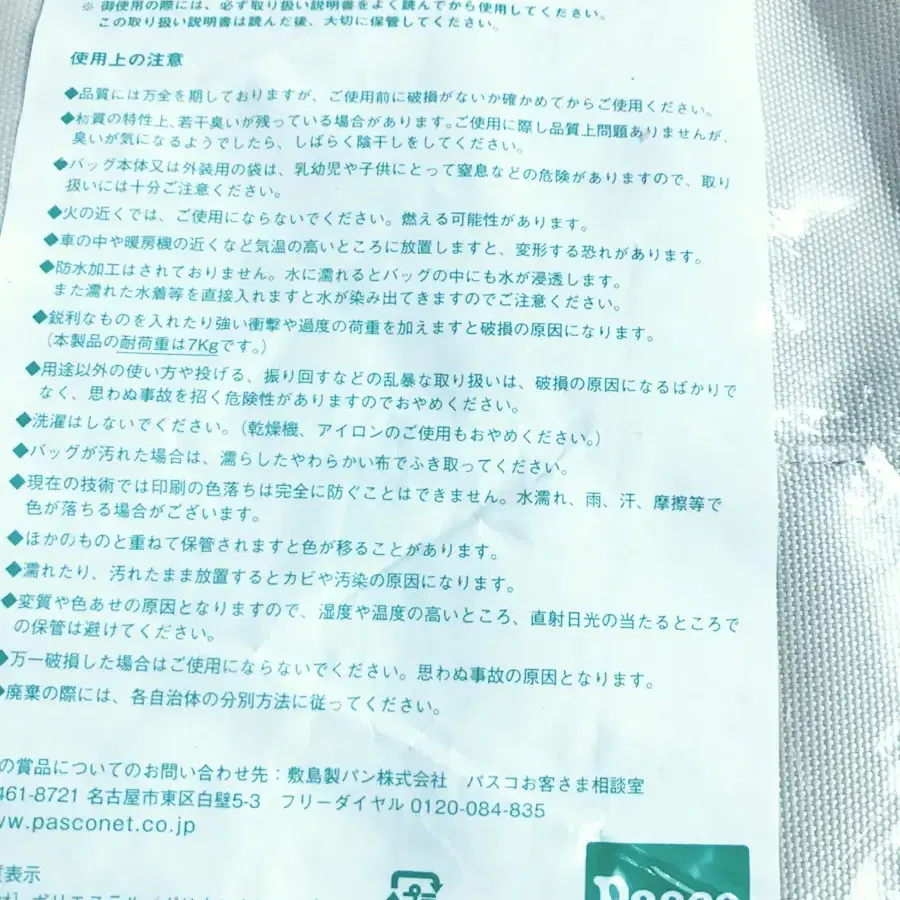 ※ 御使用の際には、必ず取り扱い説明書をよく読んでから使用してください。
この取り扱い説明書は読んだ後、大切に保管してください。
使用上の注意
◆品質には万全を期しておりますが、ご使用前に破損がないか確かめてからご使用ください。
◆材質の特性上、若干臭いが残っている場合があります。ご使用に際し品質上問題ありませんが、
臭いが気になるようでしたら、しばらく陰干しをしてください。
◆バッグ本体又は外装用の袋は、乳幼児や子供にとって窒息などの危険がありますので、取り
扱いには十分ご注意ください。
◆火の近くでは、ご使用にならないでください。燃える可能性があります。
◆車の中や暖房機の近くなど気温の高いところに放置しますと、変形する恐れがあります。
◆防水加工はされておりません。水に濡れるとバッグの中にも水が浸透します。
また濡れた水着等を直接入れますと水が染み出てきますのでご注意ください。
◆鋭利なものを入れたり強い衝撃や過度の荷重を加えますと破損の原因になります。
(本製品の耐荷重は7Kgです。)
◆用途以外の使い方や投げる、振り回すなどの乱暴な取り扱いは、破損の原因になるばかりで
なく、思わぬ事故を招く危険性がありますのでおやめください。
◆洗濯はしないでください。(乾燥機、アイロンのご使用もおやめください。)
◆バッグが汚れた場合は、濡らしたやわらかい布でふき取ってください。
◆現在の技術では印刷の色落ちは完全に防ぐことはできません。水濡れ、雨、汗、摩擦等で
色が落ちる場合がございます。
◆ほかのものと重ねて保管されますと色が移ることがあります。
◆濡れたり、汚れたまま放置するとカビや汚染の原因になります。
◆変質や色あせの原因となりますので、湿度や温度の高いところ、直射日光の当たるところで
の保管は避けてください。
◆万一破損した場合はご使用にならないでください。思わぬ事故の原因となります。
◆廃棄の際には、各自治体の分別方法に従ってください。
の賞品についてのお問い合わせ先：敷島製パン株式会社 パスコお客さま相談室
461-8721 名古屋市東区白壁5-3 フリーダイヤル 0120-084-835
ww.pasconet.co.jp
質表示
プラ
Pasco